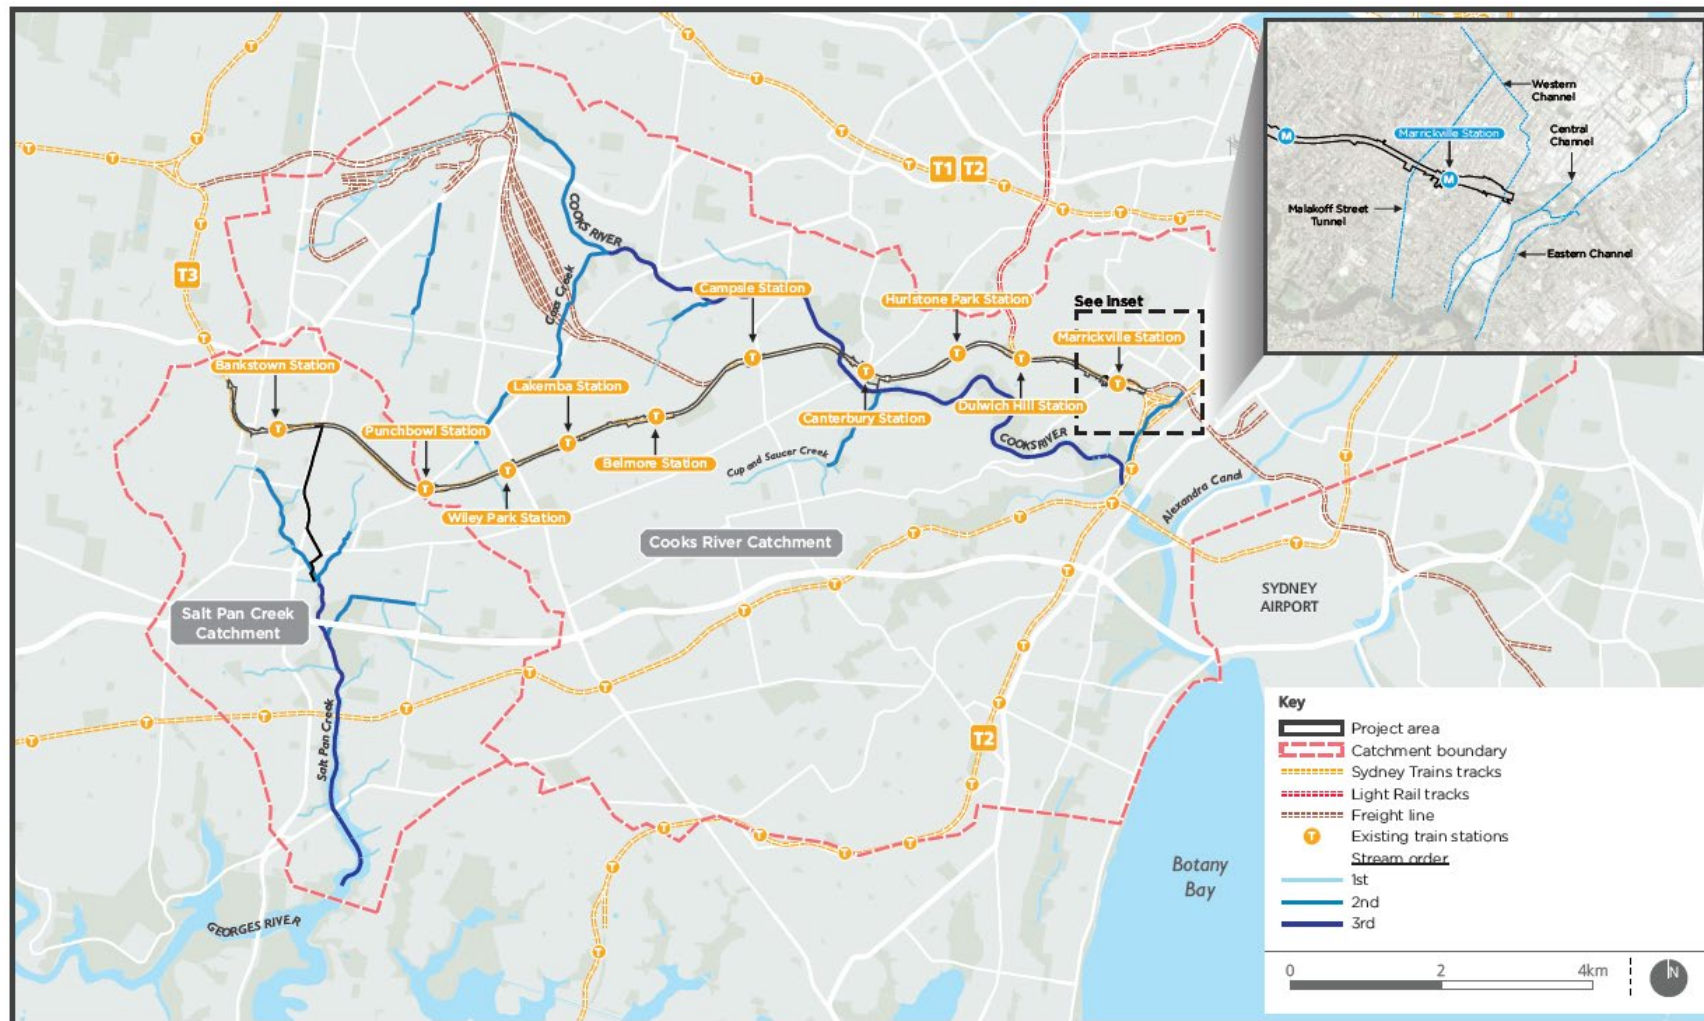 T1
T2
T3
COOKS RIVER
Coxs Creek
Campsie Station
Hurlstone Park Station
See Inset
Marrickville Station
Bankstown Station
Lakemba Station
Punchbowl Station
Canterbury Station
Dulwich Hill Station
COOKS RIVER
Belmore Station
Cup and Saucer Creek
Wiley Park Station
Alexandra Canal
Cooks River Catchment
Salt Pan Creek
Catchment
SYDNEY
AIRPORT
Salt Pan Creek
T2
Botany
Bay
GEORGES RIVER
Western
Channel
Marrickville Station
Central
Channel
M
M
Malakoff Street
Tunnel
Eastern Channel
Key
Project area
Catchment boundary
Sydney Trains tracks
Light Rail tracks
Freight line
T Existing train stations
Stream order
1st
2nd
3rd
0 2 4km
N